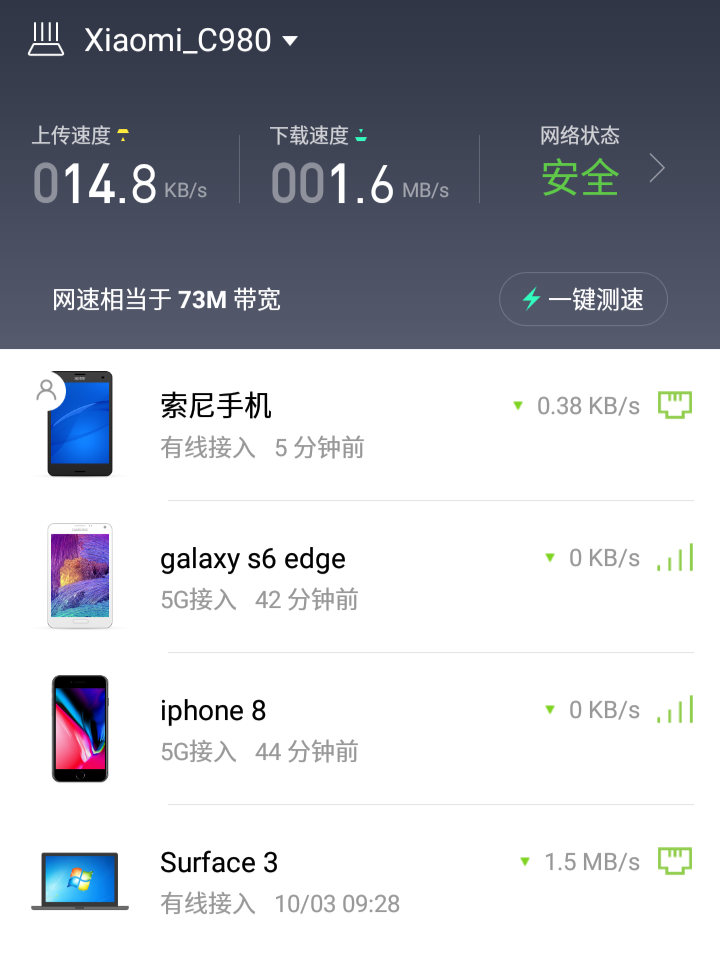 Xiaomi_C980
上传速度 下载速度 网络状态
014.8 KB/s 001.6 MB/s 安全
网速相当于 73M 带宽 一键测速
索尼手机 0.38 KB/s
有线接入 5 分钟前
galaxy s6 edge 0 KB/s
5G接入 42 分钟前
iphone 8 0 KB/s
5G接入 44 分钟前
Surface 3 1.5 MB/s
有线接入 10/03 09:28